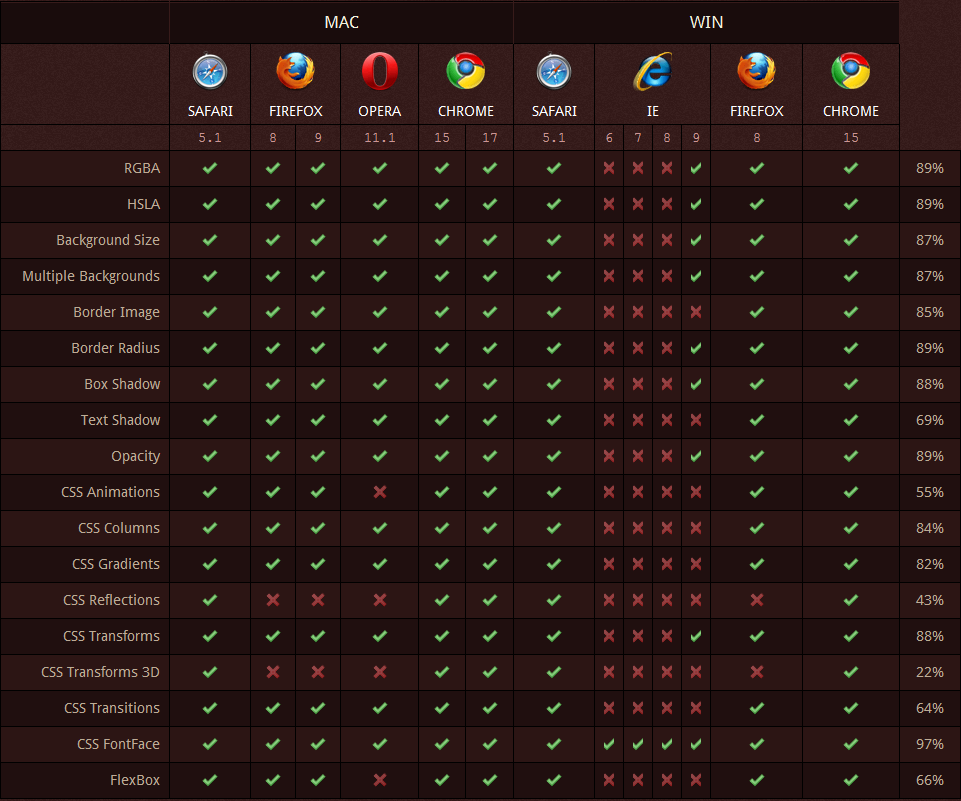 MAC WIN
SAFARI FIREFOX OPERA CHROME SAFARI IE FIREFOX CHROME
5.1 8 9 11.1 15 17 5.1 6 7 8 9 8 15
RGBA 89%
HSLA 89%
Background Size 87%
Multiple Backgrounds 87%
Border Image 85%
Border Radius 89%
Box Shadow 88%
Text Shadow 69%
Opacity 89%
CSS Animations 55%
CSS Columns 84%
CSS Gradients 82%
CSS Reflections 43%
CSS Transforms 88%
CSS Transforms 3D 22%
CSS Transitions 64%
CSS FontFace 97%
FlexBox 66%